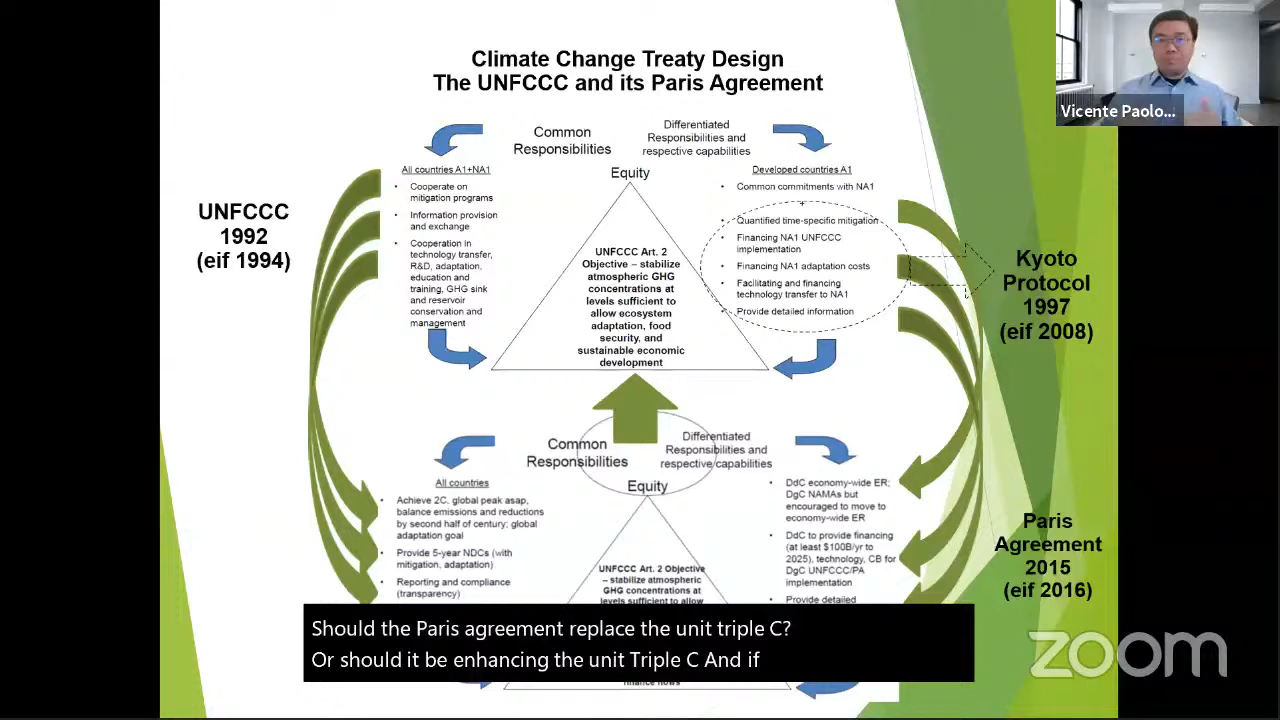 Climate Change Treaty Design
The UNFCCC and its Paris Agreement
Vicente Paolo...
UNFCCC
1992
(eif 1994)
Common
Responsibilities
Differentiated
Responsibilities and
respective capabilities
Equity
All countries A1+NA1
• Cooperate on
mitigation programs
• Information provision
and exchange
• Cooperation in
technology transfer,
R&D, adaptation,
education and
training, GHG sink
and reservoir
conservation and
management
UNFCCC Art. 2
Objective – stabilize
atmospheric GHG
concentrations at
levels sufficient to
allow ecosystem
adaptation, food
security, and
sustainable economic
development
Developed countries A1
• Common commitments with NA1
+
• Quantified time-specific mitigation
• Financing NA1 UNFCCC
implementation
• Financing NA1 adaptation costs
• Facilitating and financing
technology transfer to NA1
• Provide detailed information
Kyoto
Protocol
1997
(eif 2008)
Common
Responsibilities
Differentiated
Responsibilities and
respective capabilities
Equity
All countries
• Achieve 2C, global peak asap,
balance emissions and reductions
by second half of century; global
adaptation goal
• Provide 5-year NDCs (with
mitigation, adaptation)
• Reporting and compliance
(transparency)
UNFCCC Art. 2 Objective
– stabilize atmospheric
GHG concentrations at
levels sufficient to allow
finance flows
• DdC economy-wide ER;
DgC NAMAs but
encouraged to move to
economy-wide ER
• DdC to provide financing
(at least $100B/yr to
2025), technology, CB for
DgC UNFCCC/PA
implementation
• Provide detailed
Paris
Agreement
2015
(eif 2016)
Should the Paris agreement replace the unit triple C?
Or should it be enhancing the unit Triple C And if
zoom